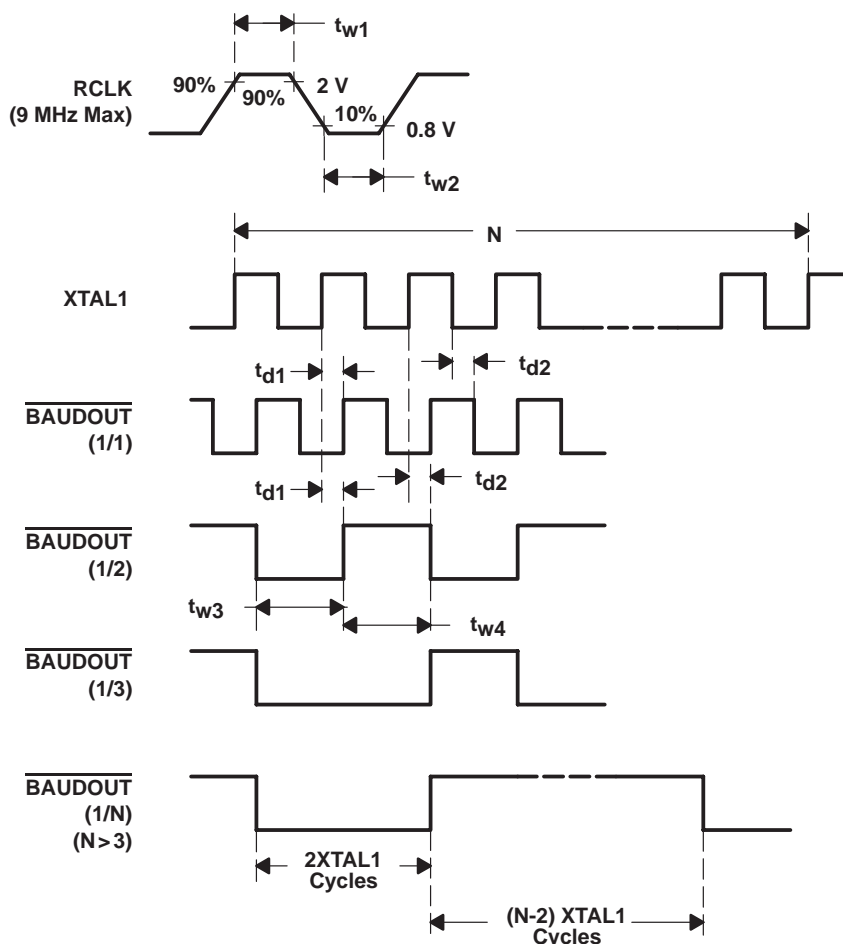 tw1
RCLK
(9 MHz Max)
90%
90%
2 V
10%
0.8 V
tw2
N
XTAL1
td1
td2
BAUDOUT
(1/1)
td1
td2
BAUDOUT
(1/2)
tw3
tw4
BAUDOUT
(1/3)
BAUDOUT
(1/N)
(N>3)
2XTAL1
Cycles
(N-2) XTAL1
Cycles